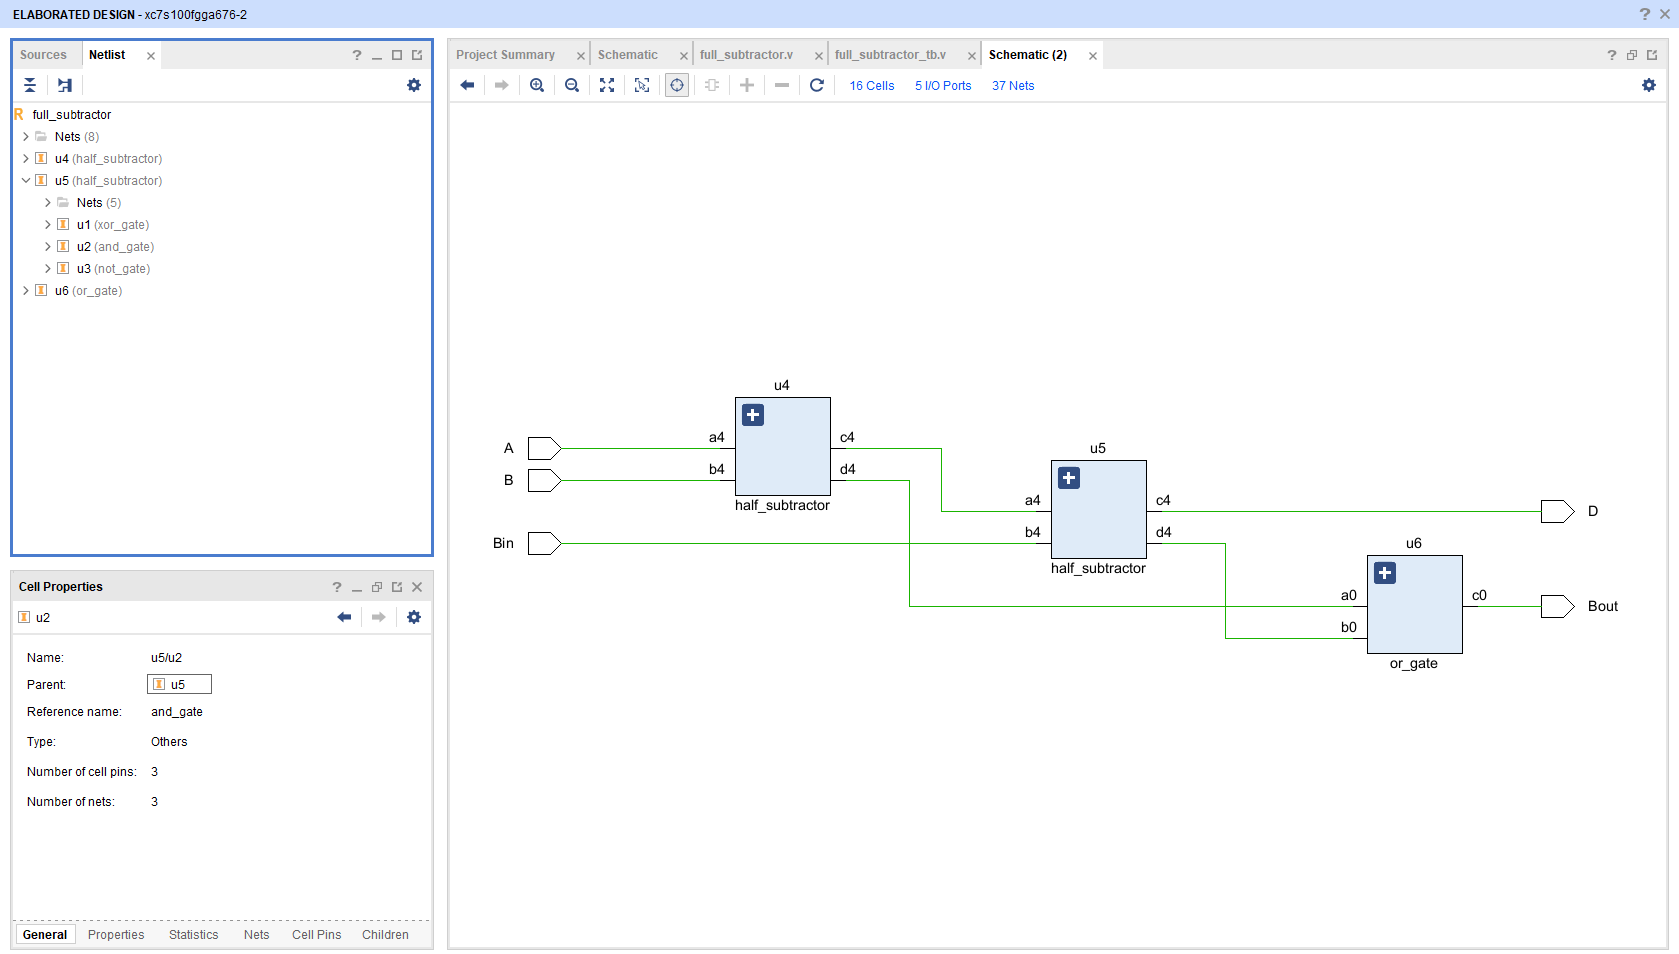 ELABORATED DESIGN - xc7s100fgga676-2
Sources Netlist
full_subtractor
Nets (8)
u4 (half_subtractor)
u5 (half_subtractor)
Nets (5)
u1 (xor_gate)
u2 (and_gate)
u3 (not_gate)
u6 (or_gate)
Cell Properties
u2
Name: u5/u2
Parent: u5
Reference name: and_gate
Type: Others
Number of cell pins: 3
Number of nets: 3
General Properties Statistics Nets Cell Pins Children
Project Summary Schematic full_subtractor.v full_subtractor_tb.v Schematic (2)
16 Cells 5 I/O Ports 37 Nets
u4
A a4 c4
B b4 d4
half_subtractor
u5
a4 c4 D
Bin b4 d4
half_subtractor
u6
a0 c0 Bout
b0
or_gate